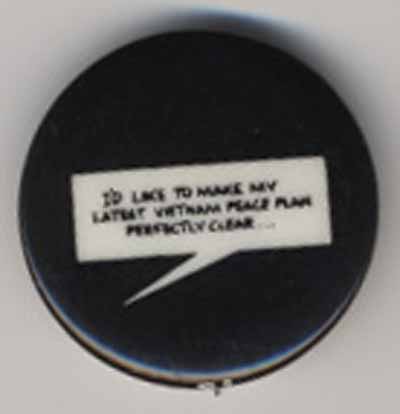 I'D LIKE TO MAKE MY
LATEST VIETNAM PEACE PLAN
PERFECTLY CLEAR...